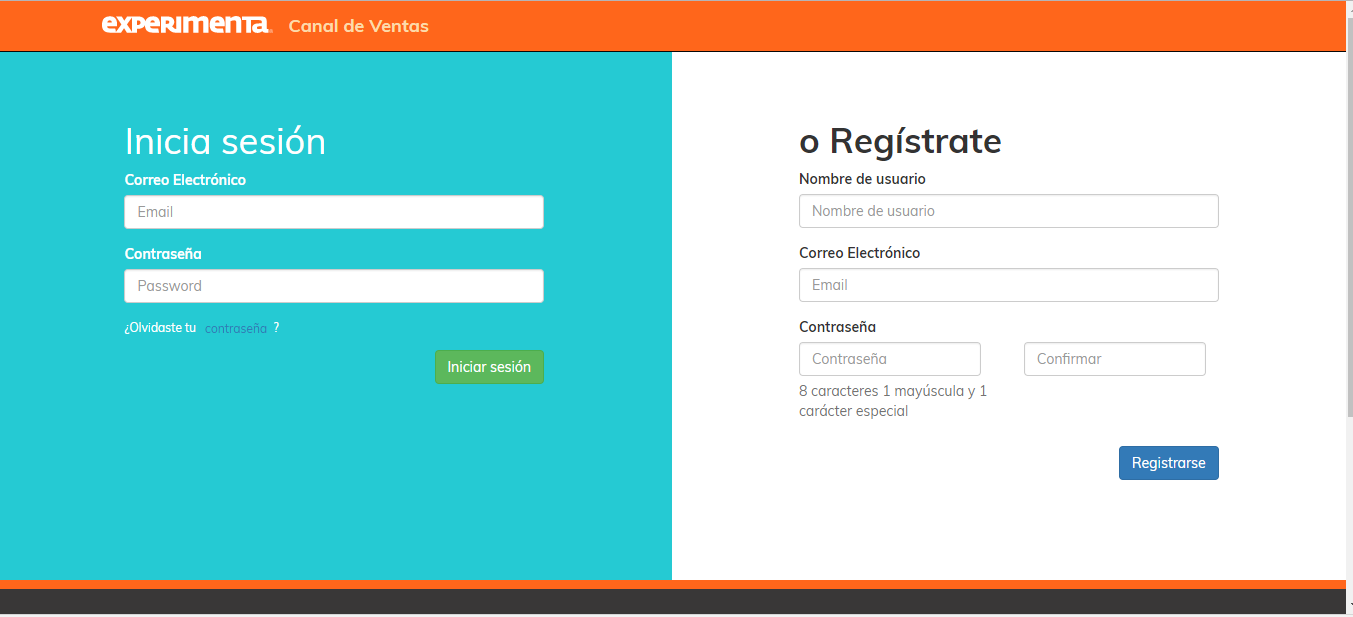 experimenta Canal de Ventas
Inicia sesión
Correo Electrónico
Email
Contraseña
Password
¿Olvidaste tu contraseña ?
Iniciar sesión
o Regístrate
Nombre de usuario
Nombre de usuario
Correo Electrónico
Email
Contraseña
Contraseña Confirmar
8 caracteres 1 mayúscula y 1
carácter especial
Registrarse